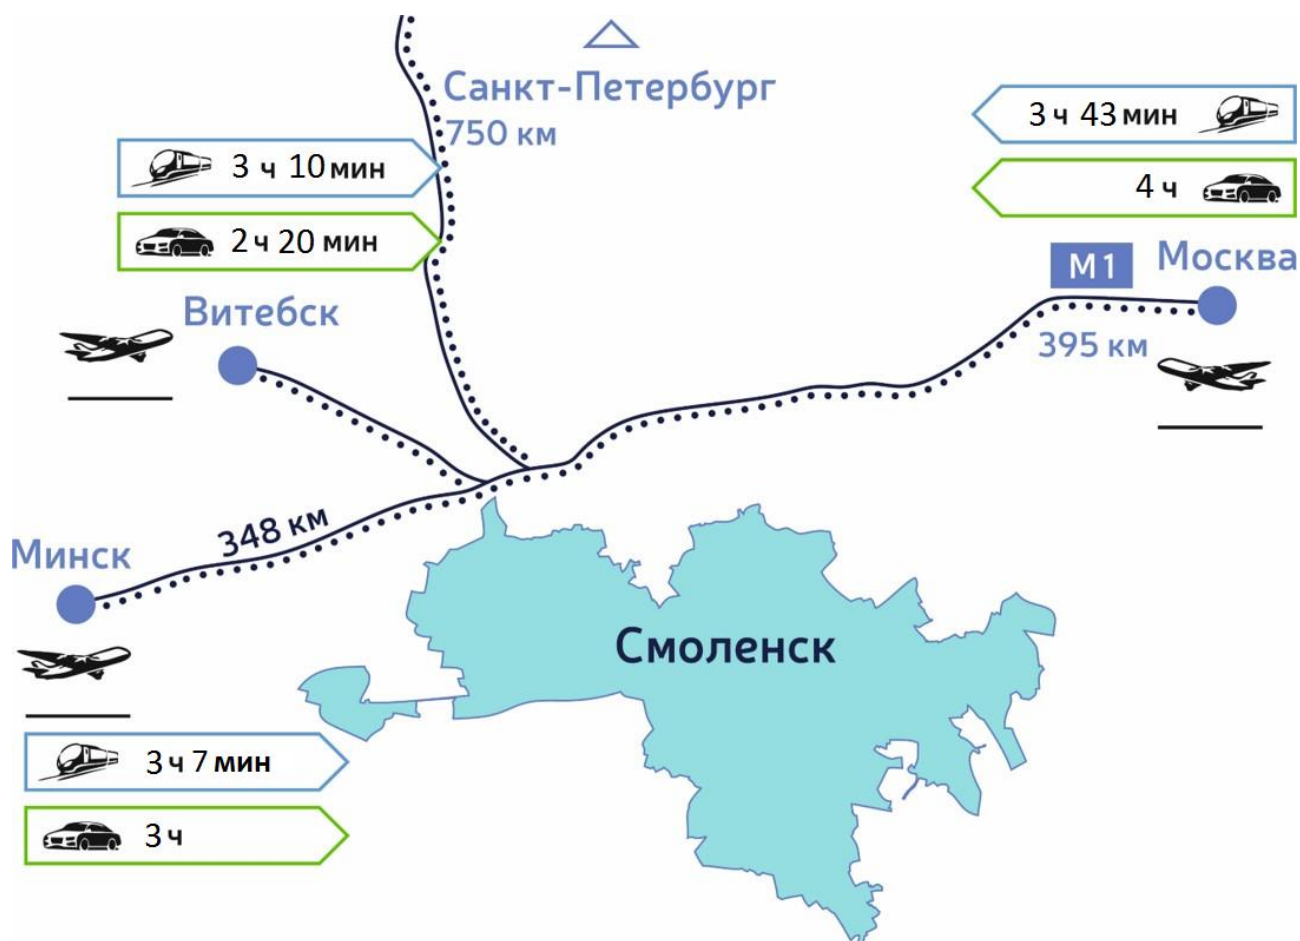 Санкт-Петербург
750 км
3 ч 43 мин
4 ч
3 ч 10 мин
2 ч 20 мин
Витебск
М1
Москва
395 км
348 км
Минск
Смоленск
3 ч 7 мин
3 ч